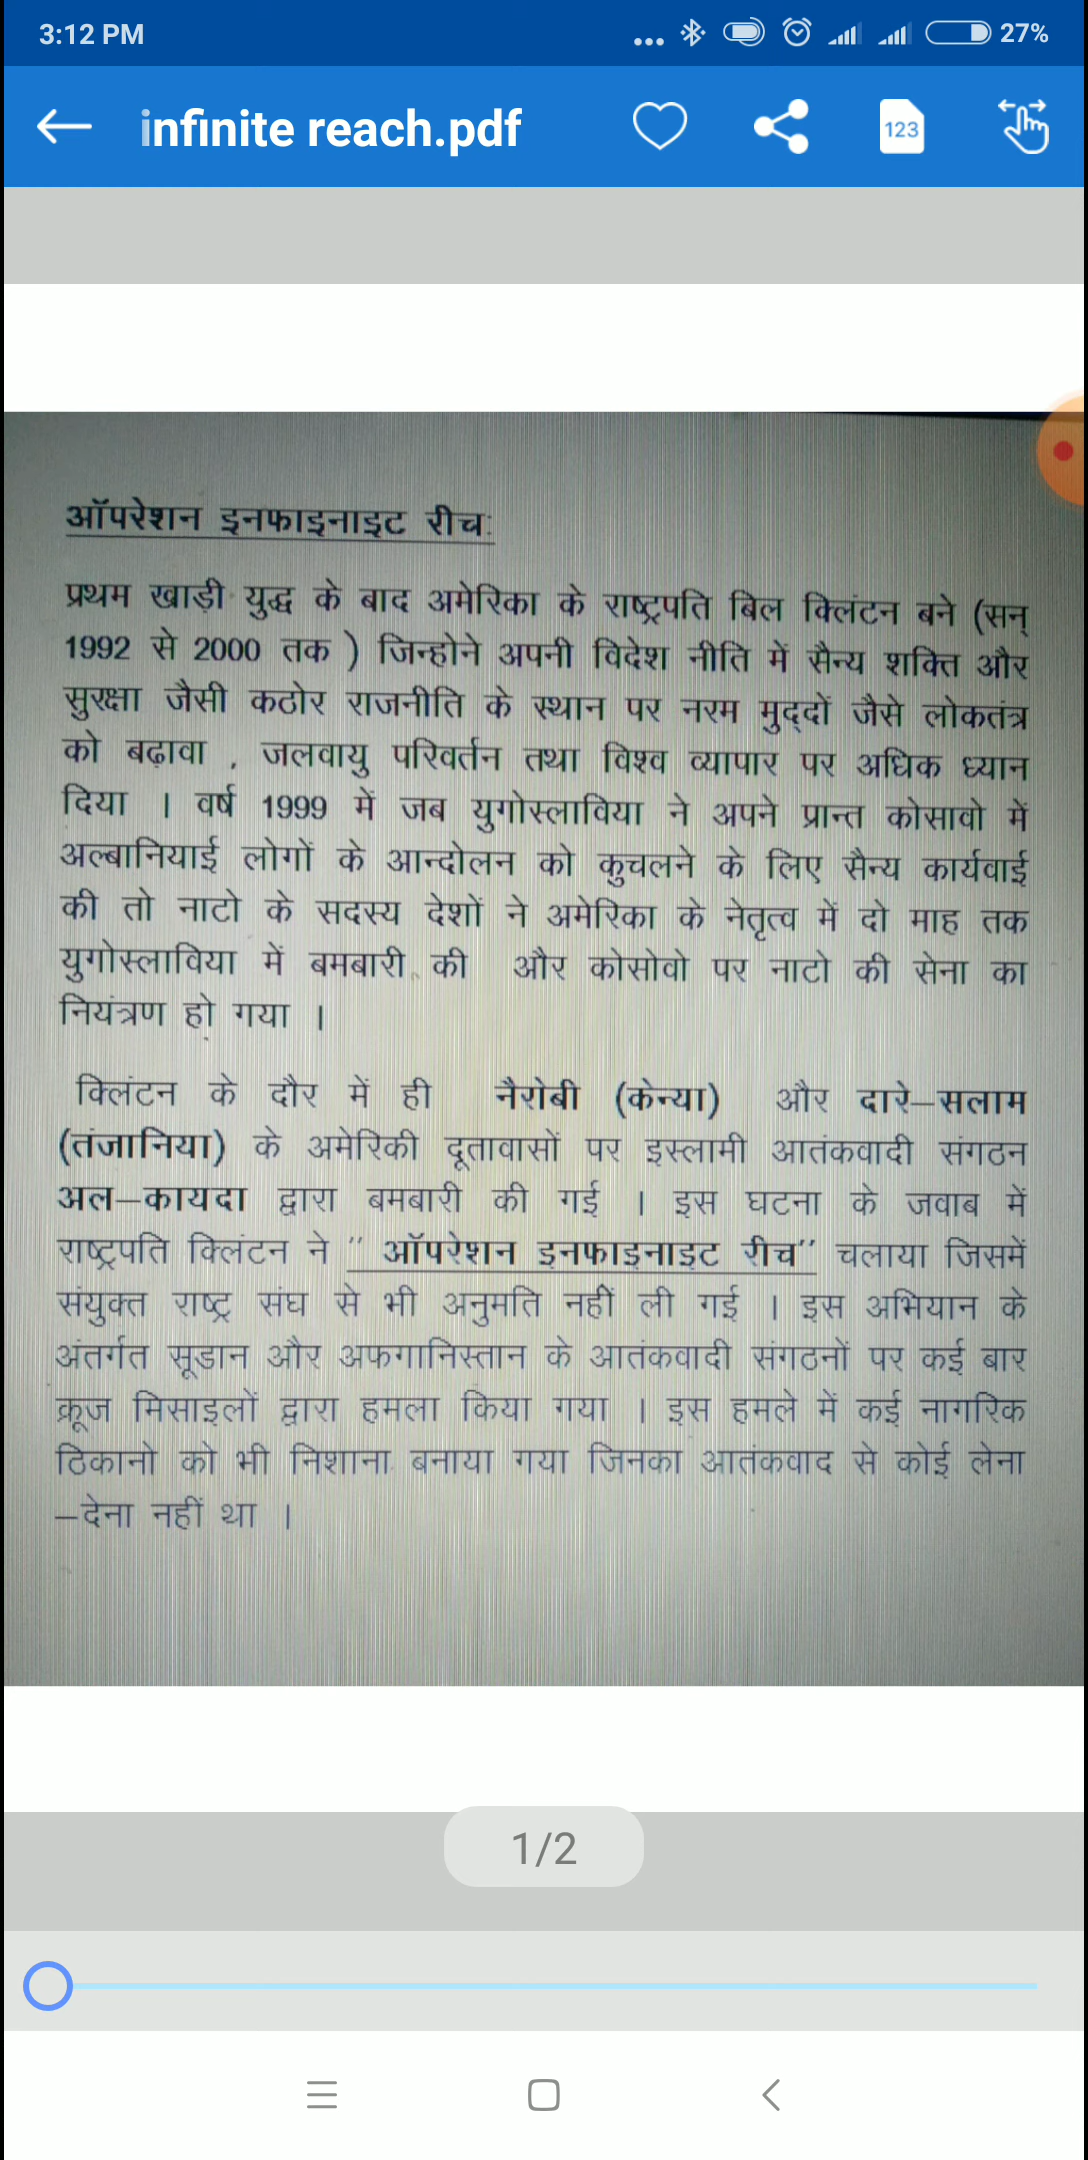 3:12 PM
... 27%
infinite reach.pdf
123
ऑपरेशन इनफाइनाइट रीच:
प्रथम खाड़ी युद्ध के बाद अमेरिका के राष्ट्रपति बिल क्लिंटन बने (सन्
1992 से 2000 तक ) जिन्होने अपनी विदेश नीति में सैन्य शक्ति और
सुरक्षा जैसी कठोर राजनीति के स्थान पर नरम मुद्दों जैसे लोकतंत्र
को बढ़ावा , जलवायु परिवर्तन तथा विश्व व्यापार पर अधिक ध्यान
दिया । वर्ष 1999 में जब युगोस्लाविया ने अपने प्रान्त कोसावो में
अल्बानियाई लोगों के आन्दोलन को कुचलने के लिए सैन्य कार्यवाई
की तो नाटो के सदस्य देशों ने अमेरिका के नेतृत्व में दो माह तक
युगोस्लाविया में बमबारी की और कोसोवो पर नाटो की सेना का
नियंत्रण हो गया ।
क्लिंटन के दौर में ही नैरोबी (केन्या) और दारे–सलाम
(तंजानिया) के अमेरिकी दूतावासों पर इस्लामी आतंकवादी संगठन
अल–कायदा द्वारा बमबारी की गई । इस घटना के जवाब में
राष्ट्रपति क्लिंटन ने " ऑपरेशन इनफाइनाइट रीच" चलाया जिसमें
संयुक्त राष्ट्र संघ से भी अनुमति नहीं ली गई । इस अभियान के
अंतर्गत सूडान और अफगानिस्तान के आतंकवादी संगठनों पर कई बार
क्रूज मिसाइलों द्वारा हमला किया गया । इस हमले में कई नागरिक
ठिकानो को भी निशाना बनाया गया जिनका आतंकवाद से कोई लेना
–देना नहीं था ।
1/2